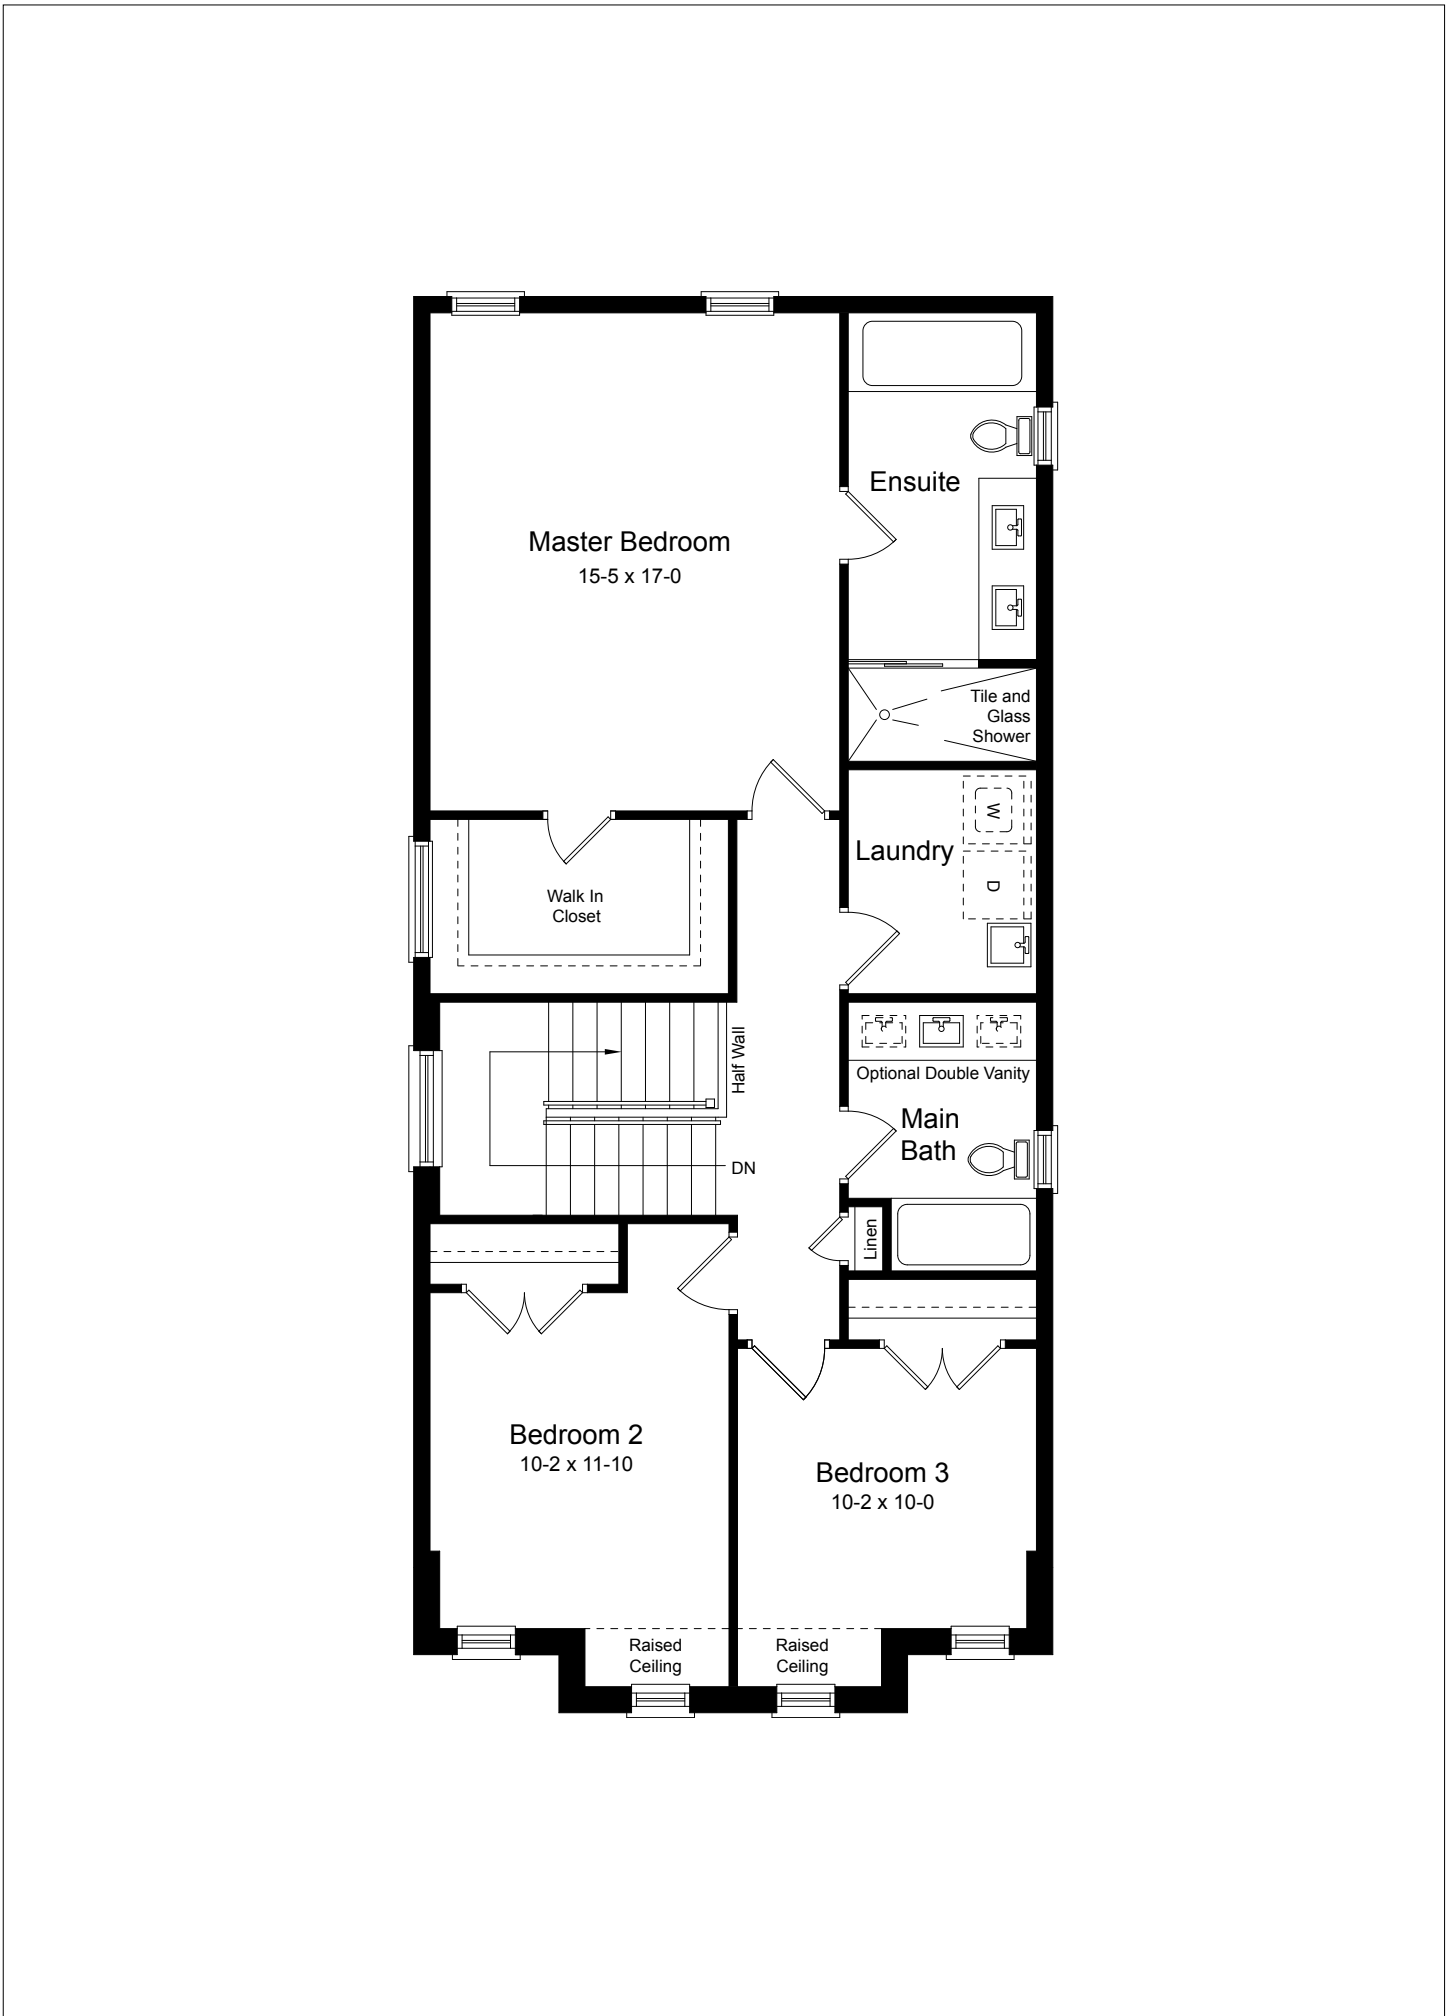 Ensuite
Master Bedroom
15-5 x 17-0
Tile and
Glass
Shower
W
Laundry
D
Walk In
Closet
Half Wall
Optional Double Vanity
Main
Bath
DN
Linen
Bedroom 2
10-2 x 11-10
Bedroom 3
10-2 x 10-0
Raised
Ceiling
Raised
Ceiling